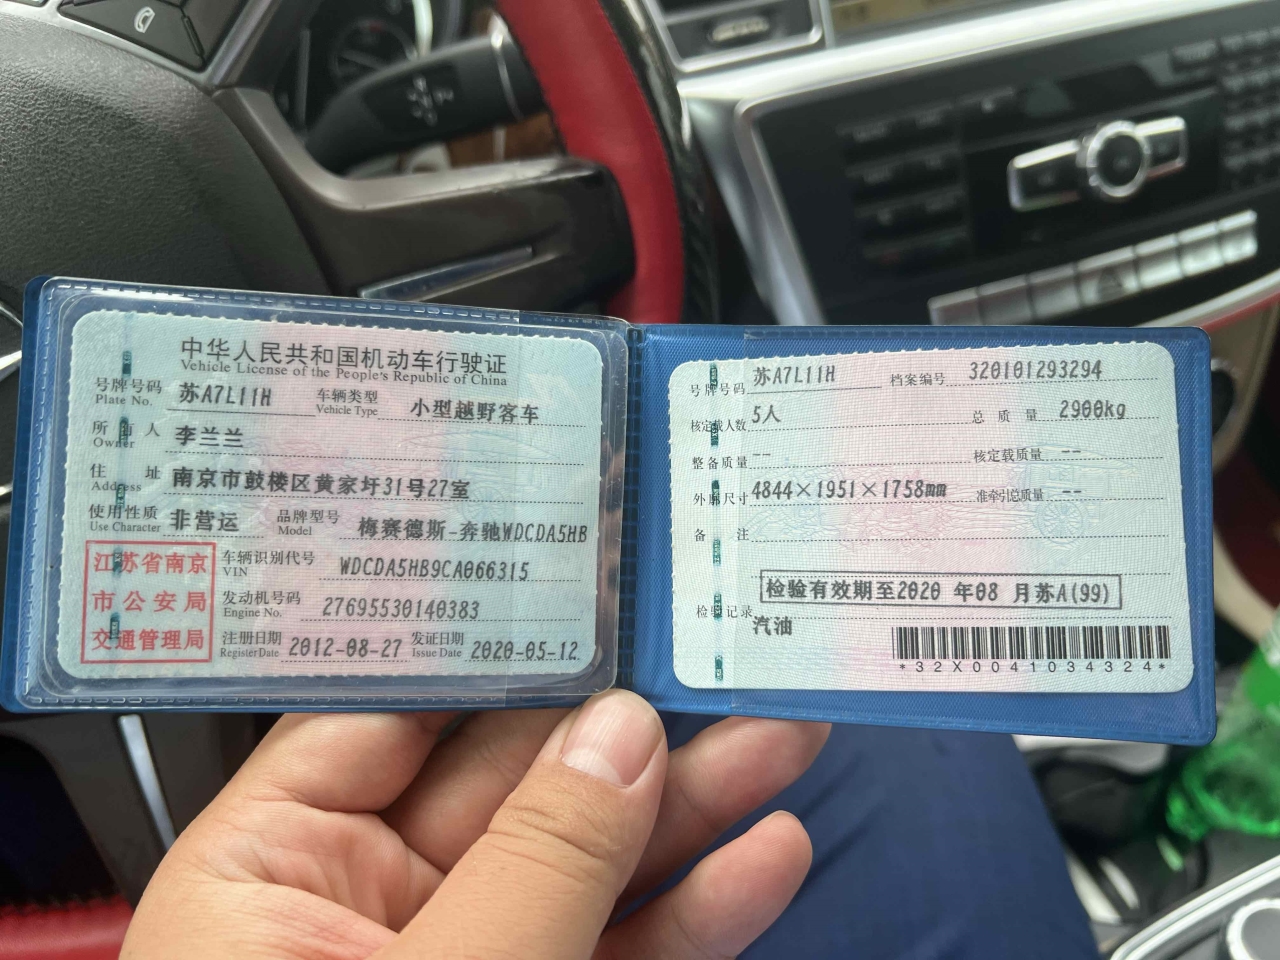 中华人民共和国机动车行驶证
Vehicle License of the People's Republic of China
号牌号码 苏A7L11H 车辆类型 小型越野客车
Plate No. Vehicle Type
所有人 李兰兰
Owner
住址 南京市鼓楼区黄家圩31号27室
Address
使用性质 非营运 品牌型号 梅赛德斯-奔驰WDCDA5HB
Use Character Model
江苏省南京
市公安局
交通管理局
车辆识别代号 WDCDA5HB9CA066315
VIN
发动机号码 27695530140383
Engine No.
注册日期 2012-08-27 发证日期 2020-05-12
Register Date Issue Date
号牌号码 苏A7L11H 档案编号 320101293294
核定载人数 5人 总质量 2900kg
整备质量 -- 核定载质量 --
外廓尺寸 4844×1951×1758mm 准牵引总质量 --
备注
检验有效期至2020 年08 月苏A(99)
检验记录
汽油
*32X0041034324*